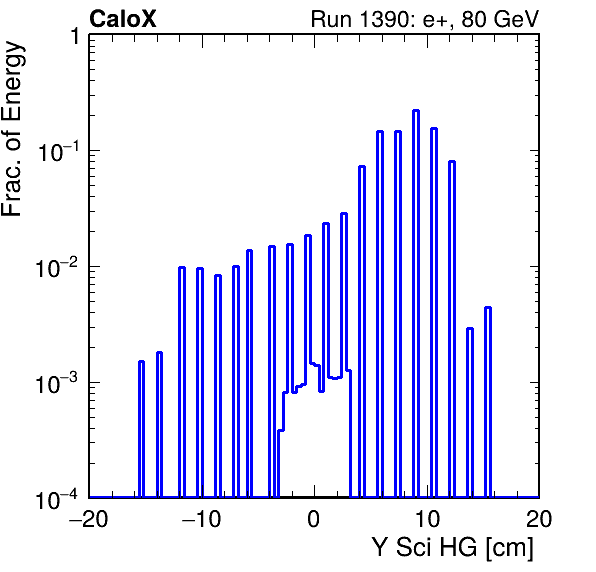 CaloX Run 1390: e+, 80 GeV
Frac. of Energy
1
10⁻¹
10⁻²
10⁻³
10⁻⁴
−20 −10 0 10 20
Y Sci HG [cm]